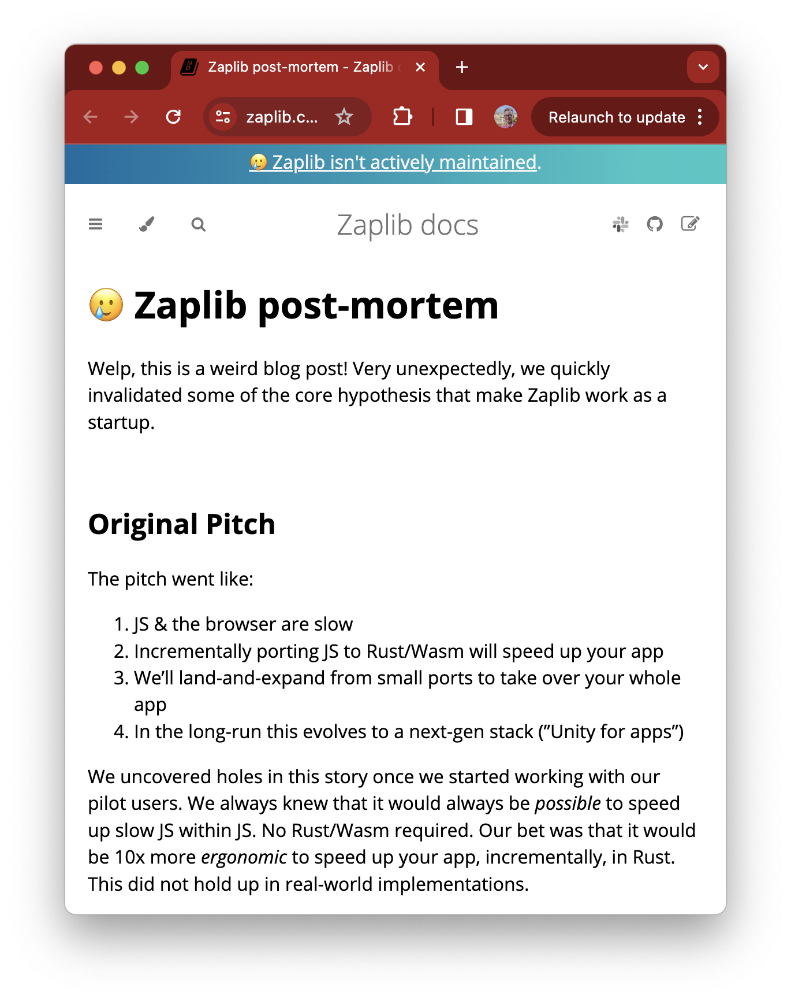 Zaplib post-mortem - Zaplib
zaplib.c...
Relaunch to update
🥲 Zaplib isn't actively maintained.
Zaplib docs
🥲 Zaplib post-mortem
Welp, this is a weird blog post! Very unexpectedly, we quickly
invalidated some of the core hypothesis that make Zaplib work as a
startup.
Original Pitch
The pitch went like:
1. JS & the browser are slow
2. Incrementally porting JS to Rust/Wasm will speed up your app
3. We’ll land-and-expand from small ports to take over your whole
app
4. In the long-run this evolves to a next-gen stack (”Unity for apps”)
We uncovered holes in this story once we started working with our
pilot users. We always knew that it would always be possible to speed
up slow JS within JS. No Rust/Wasm required. Our bet was that it would
be 10x more ergonomic to speed up your app, incrementally, in Rust.
This did not hold up in real-world implementations.